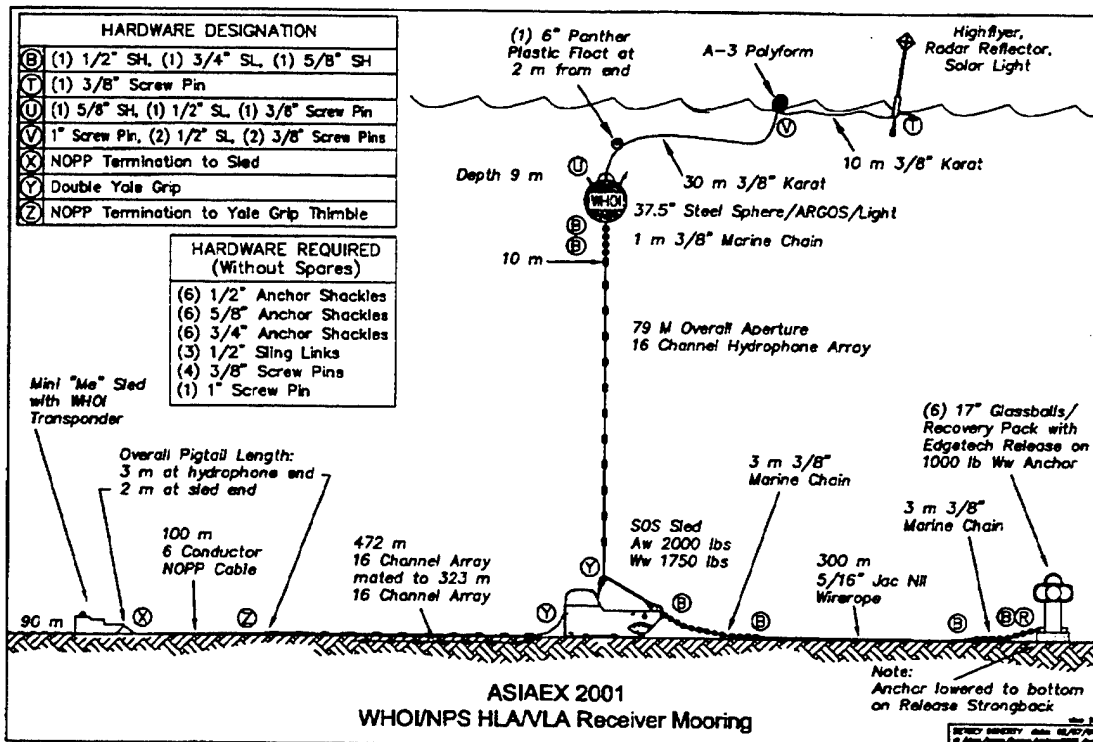 HARDWARE DESIGNATION
B (1) 1/2" SH, (1) 3/4" SL, (1) 5/8" SH
T (1) 3/8" Screw Pin
U (1) 5/8" SH, (1) 1/2" SL, (1) 3/8" Screw Pin
V 1" Screw Pin, (2) 1/2" SL, (2) 3/8" Screw Pins
X NOPP Termination to Sled
Y Double Yale Grip
Z NOPP Termination to Yale Grip Thimble
HARDWARE REQUIRED
(Without Spares)
(6) 1/2" Anchor Shackles
(6) 5/8" Anchor Shackles
(6) 3/4" Anchor Shackles
(3) 1/2" Sling Links
(4) 3/8" Screw Pins
(1) 1" Screw Pin
(1) 6" Panther
Plastic Float at
2 m from end
A-3 Polyform
Highflyer,
Radar Reflector,
Solar Light
V
T
10 m 3/8" Karat
30 m 3/8" Karat
Depth 9 m
U
WHOI
37.5" Steel Sphere/ARGOS/Light
B
B
1 m 3/8" Marine Chain
10 m
79 M Overall Aperture
16 Channel Hydrophone Array
Mini "Me" Sled
with WHOI
Transponder
Overall Pigtail Length:
3 m at hydrophone end
2 m at sled end
100 m
6 Conductor
NOPP Cable
472 m
16 Channel Array
mated to 323 m
16 Channel Array
SOS Sled
Aw 2000 lbs
Ww 1750 lbs
3 m 3/8"
Marine Chain
(6) 17" Glassballs/
Recovery Pack with
Edgetech Release on
1000 lb Ww Anchor
3 m 3/8"
Marine Chain
300 m
5/16" Jac Nil
Wirerope
90 m
X
Z
Y
Y
B
B
B
B
R
Note:
Anchor lowered to bottom
on Release Strongback
ASIAEX 2001
WHOI/NPS HLA/VLA Receiver Mooring